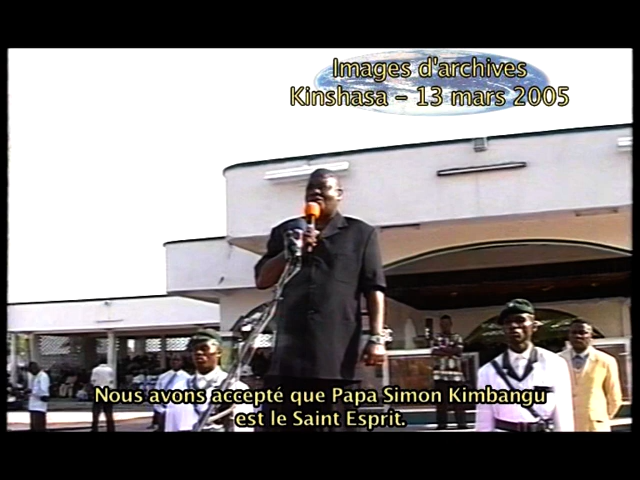 Images d'archives
Kinshasa - 13 mars 2005
Nous avons accepté que Papa Simon Kimbangu
est le Saint Esprit.